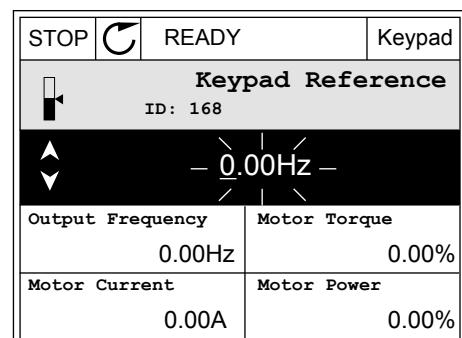 STOP READY Keypad
Keypad Reference
ID: 168
0.00Hz
Output Frequency Motor Torque
0.00Hz 0.00%
Motor Current Motor Power
0.00A 0.00%